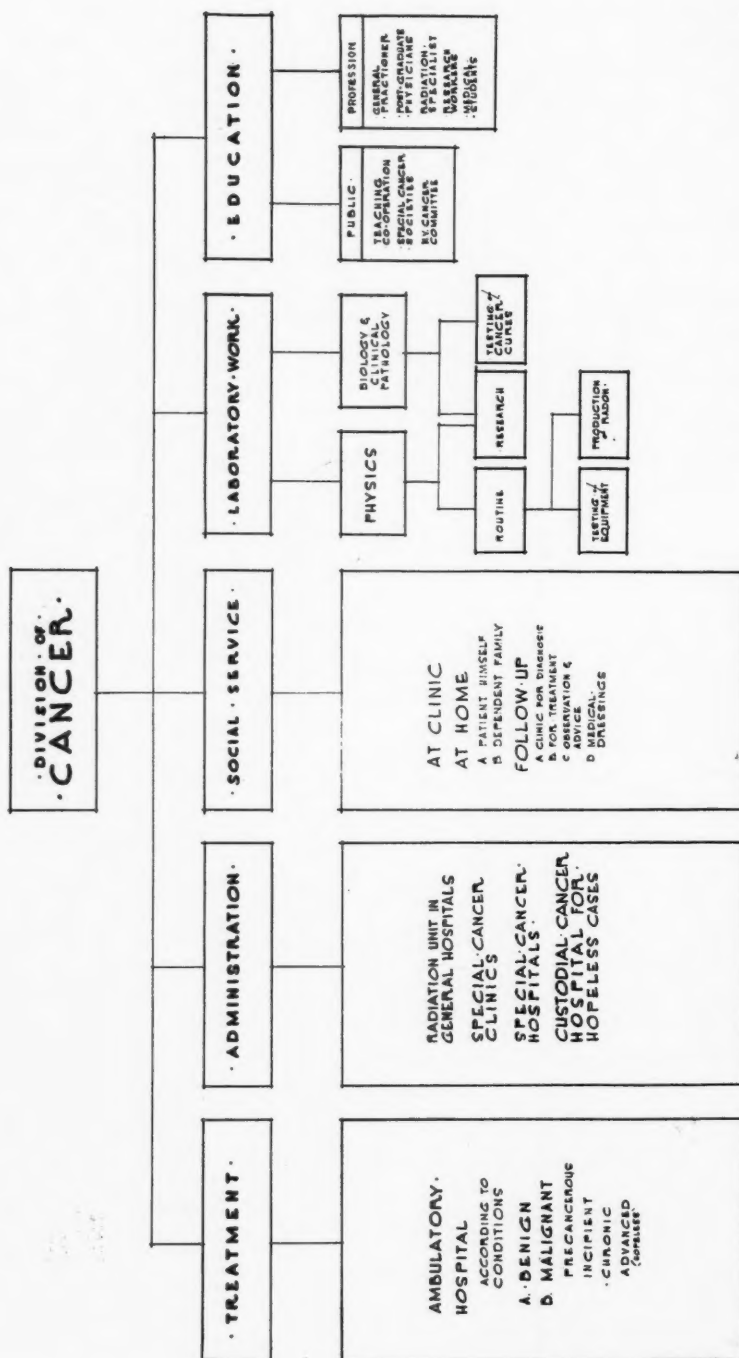 ·DIVISION·OF·
·CANCER·
·TREATMENT·
·ADMINISTRATION·
·SOCIAL·SERVICE·
·LABORATORY·WORK·
·EDUCATION·
AMBULATORY·
HOSPITAL
ACCORDING TO
CONDITIONS
A.·BENIGN
B. MALIGNANT
PRECANCEROUS
INCIPIENT
·CHRONIC
ADVANCED
(HOPELESS)
RADIATION UNIT IN
GENERAL HOSPITALS
SPECIAL·CANCER
CLINICS
SPECIAL·CANCER·
HOSPITALS·
CUSTODIAL·CANCER
HOSPITAL FOR·
HOPELESS CASES
AT CLINIC
AT HOME
A PATIENT HIMSELF
B DEPENDENT FAMILY
FOLLOW·UP
A CLINIC FOR DIAGNOSIS
B FOR TREATMENT
C OBSERVATION &
ADVICE
D MEDICAL·
DRESSINGS
PHYSICS
BIOLOGY &
CLINICAL
PATHOLOGY
ROUTINE
·RESEARCH
TESTING of
CANCER
CURES
TESTING of
EQUIPMENT
PRODUCTION
of RADON·
PUBLIC·
TEACHING
CO-OPERATION
·SPECIAL CANCER
·SOCIETIES
N.Y. CANCER
COMMITTEE
PROFESSION
·GENERAL
·PRACTIONER
·POST-GRADUATE
PHYSICIANS
RADIATION·
SPECIALIST
RESEARCH
WORKERS
·MEDICAL
STUDENTS